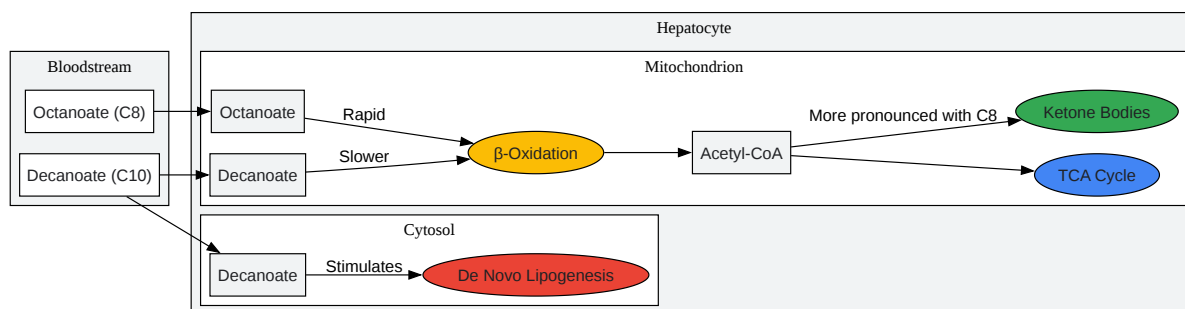 Hepatocyte
Bloodstream
Mitochondrion
Octanoate (C8)
Octanoate
Rapid
More pronounced with C8
Ketone Bodies
Decanoate (C10)
Decanoate
Slower
β-Oxidation
Acetyl-CoA
TCA Cycle
Cytosol
Decanoate
Stimulates
De Novo Lipogenesis